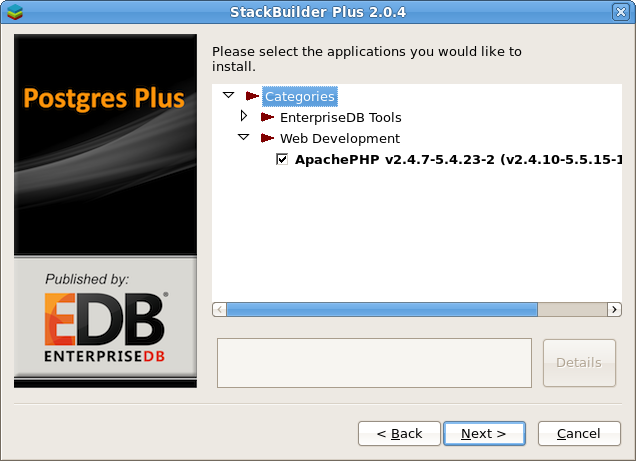 StackBuilder Plus 2.0.4
Postgres Plus
Published by:
EDB
ENTERPRISEDB
Please select the applications you would like to
install.
Categories
EnterpriseDB Tools
Web Development
ApachePHP v2.4.7-5.4.23-2 (v2.4.10-5.5.15-1
Details
< Back
Next >
Cancel